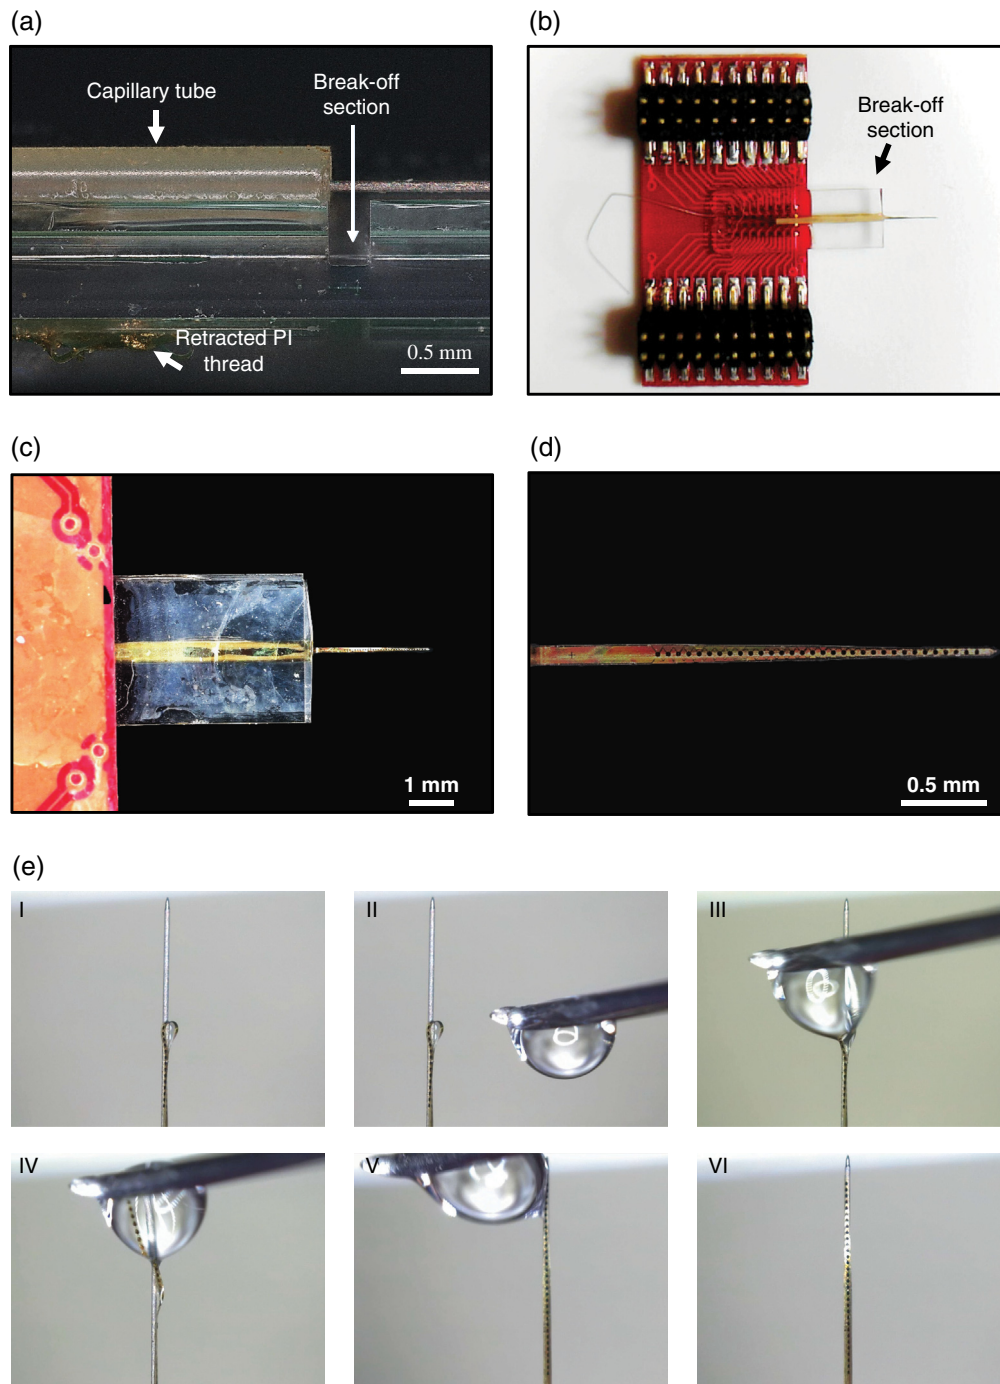 (a)
Capillary tube
Break-off
section
Retracted PI
thread
0.5 mm
(b)
Break-off
section
(c)
1 mm
(d)
0.5 mm
(e)
I
II
III
IV
V
VI